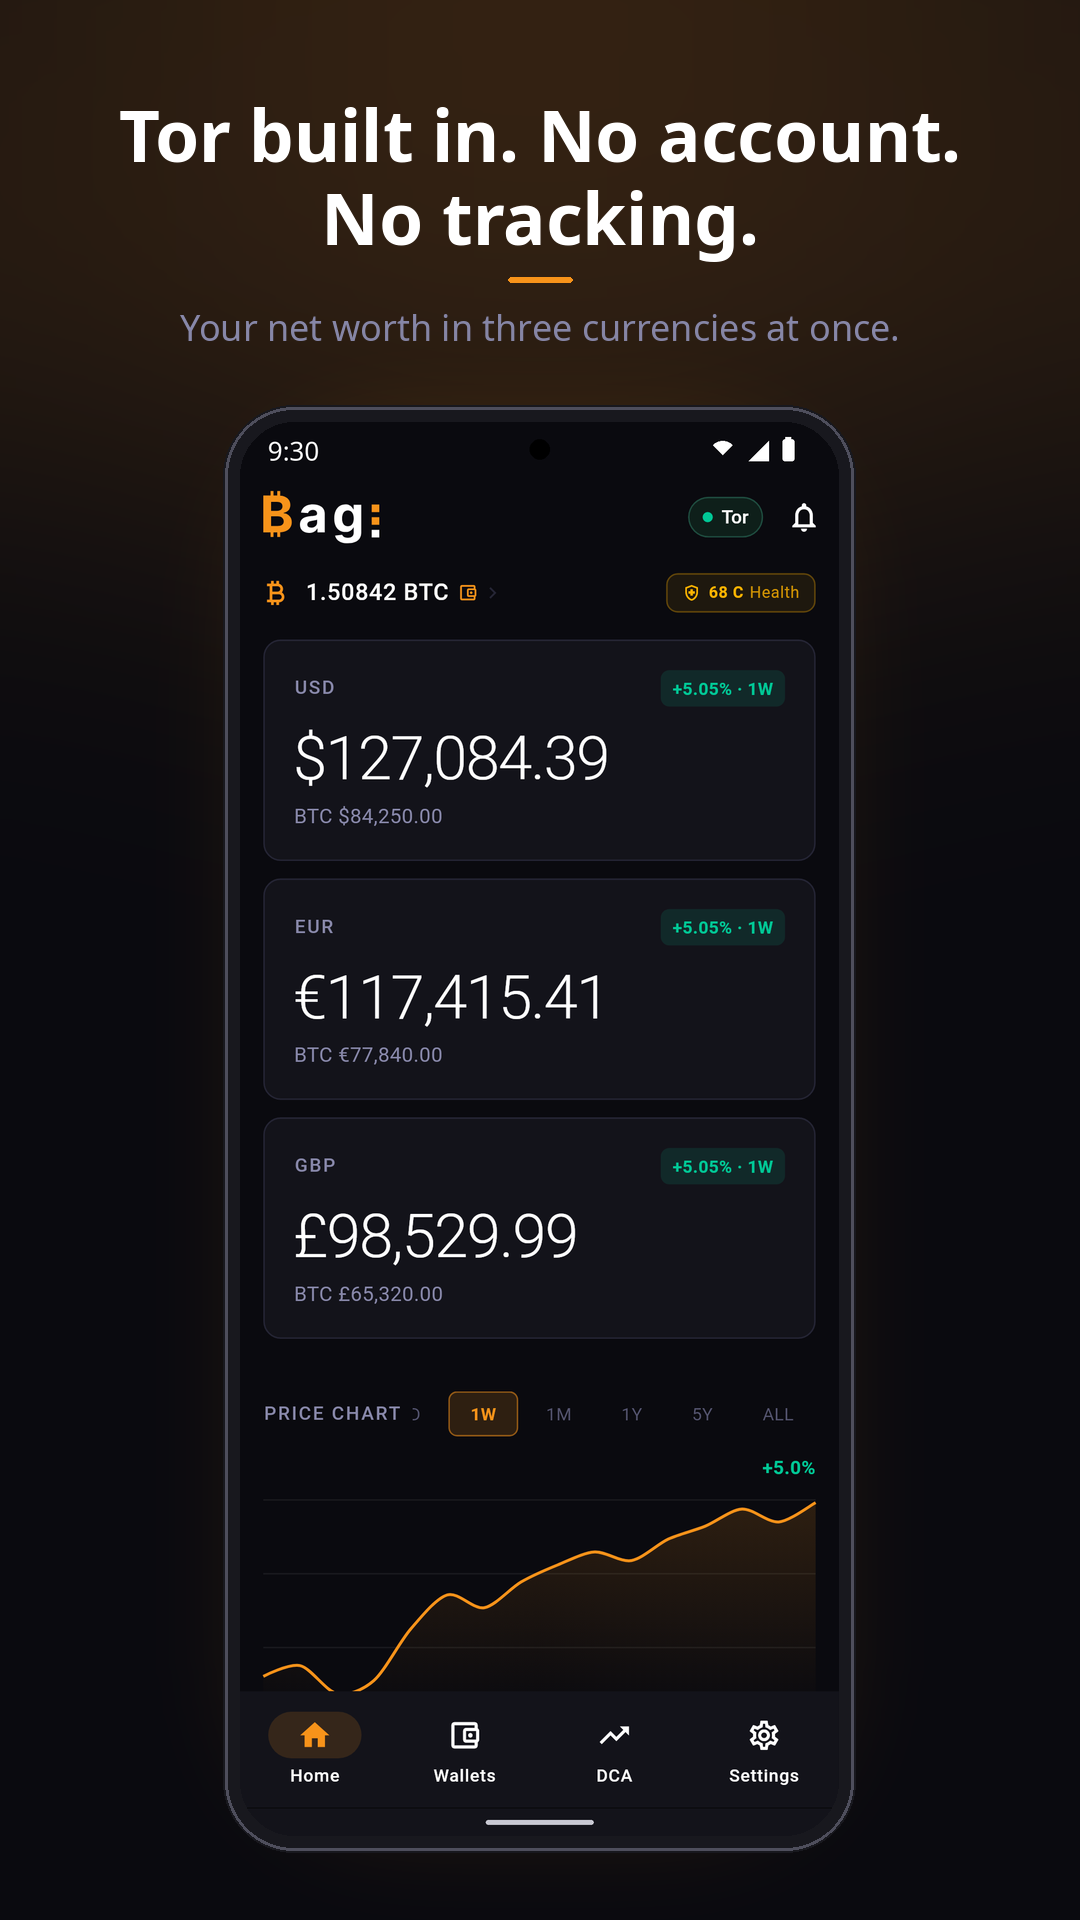 Tor built in. No account.
No tracking.
Your net worth in three currencies at once.
9:30
₿ag
Tor
1.50842 BTC
68 C Health
USD
+5.05% · 1W
$127,084.39
BTC $84,250.00
EUR
+5.05% · 1W
€117,415.41
BTC €77,840.00
GBP
+5.05% · 1W
£98,529.99
BTC £65,320.00
PRICE CHART 1W 1M 1Y 5Y ALL
+5.0%
Home Wallets DCA Settings